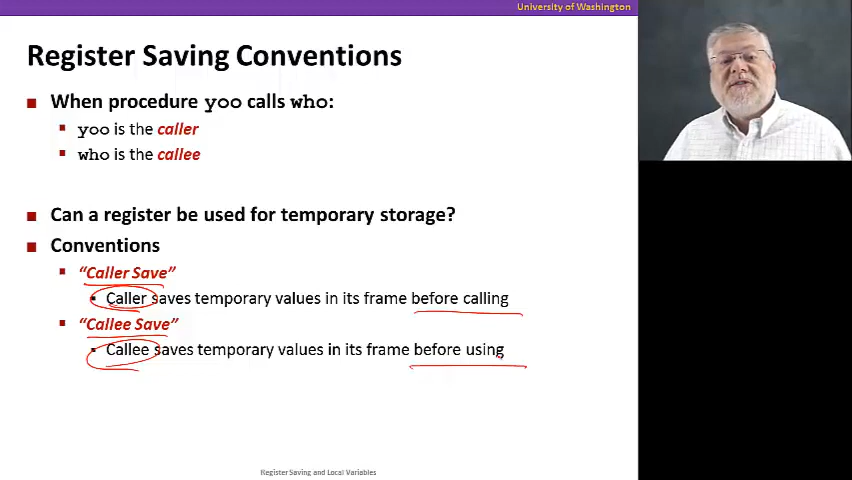 University of Washington
Register Saving Conventions
When procedure yoo calls who:
yoo is the caller
who is the callee
Can a register be used for temporary storage?
Conventions
“Caller Save”
Caller saves temporary values in its frame before calling
“Callee Save”
Callee saves temporary values in its frame before using
Register Saving and Local Variables